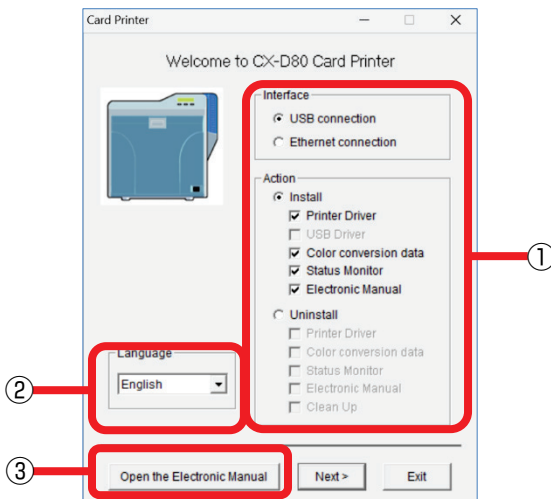 Card Printer
Welcome to CX-D80 Card Printer
Interface
USB connection
Ethernet connection
Action
Install
Printer Driver
USB Driver
Color conversion data
Status Monitor
Electronic Manual
Uninstall
Printer Driver
Color conversion data
Status Monitor
Electronic Manual
Clean Up
①
Language
English
②
③
Open the Electronic Manual
Next >
Exit